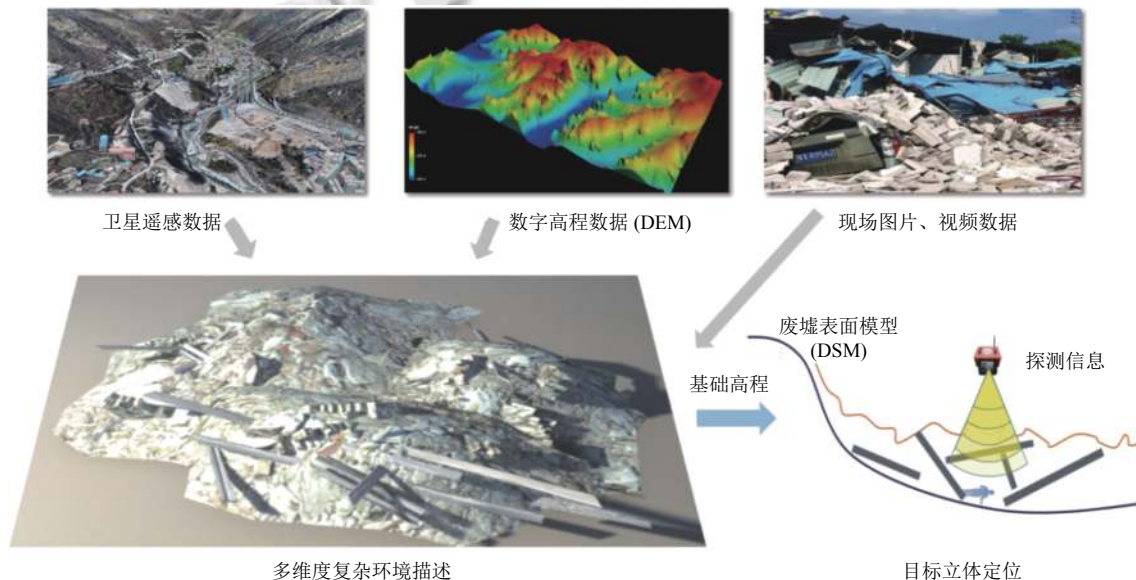 卫星遥感数据
数字高程数据 (DEM)
现场图片、视频数据
废墟表面模型
(DSM)
探测信息
基础高程
多维度复杂环境描述
目标立体定位